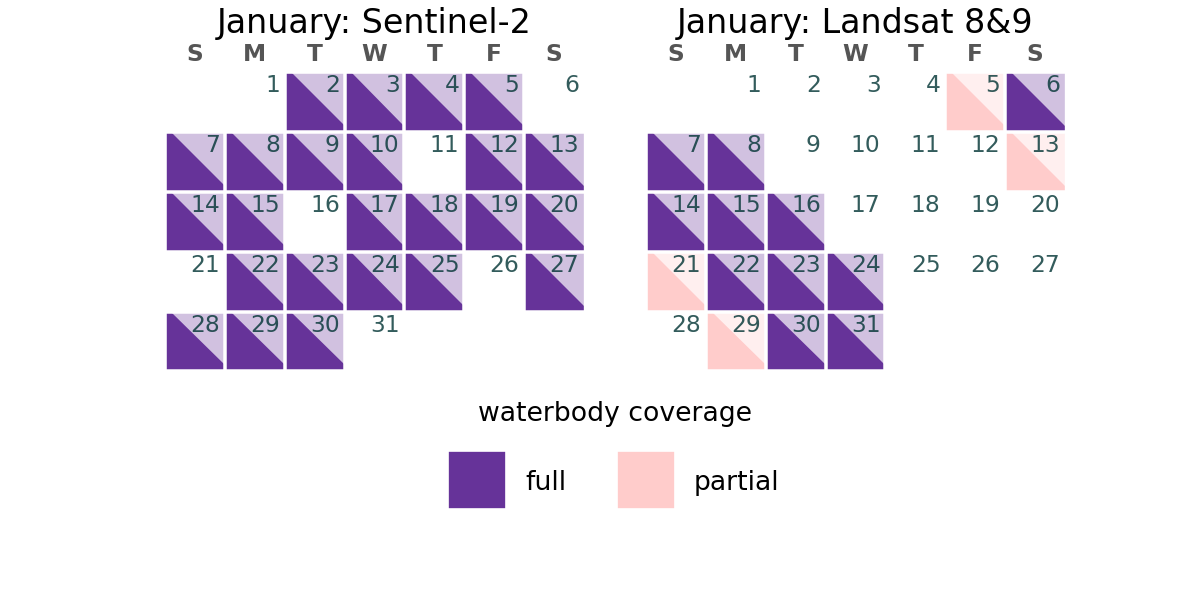 January: Sentinel-2
S M T W T F S
1 2 3 4 5 6
7 8 9 10 11 12 13
14 15 16 17 18 19 20
21 22 23 24 25 26 27
28 29 30 31
January: Landsat 8&9
S M T W T F S
1 2 3 4 5 6
7 8 9 10 11 12 13
14 15 16 17 18 19 20
21 22 23 24 25 26 27
28 29 30 31
waterbody coverage
full partial